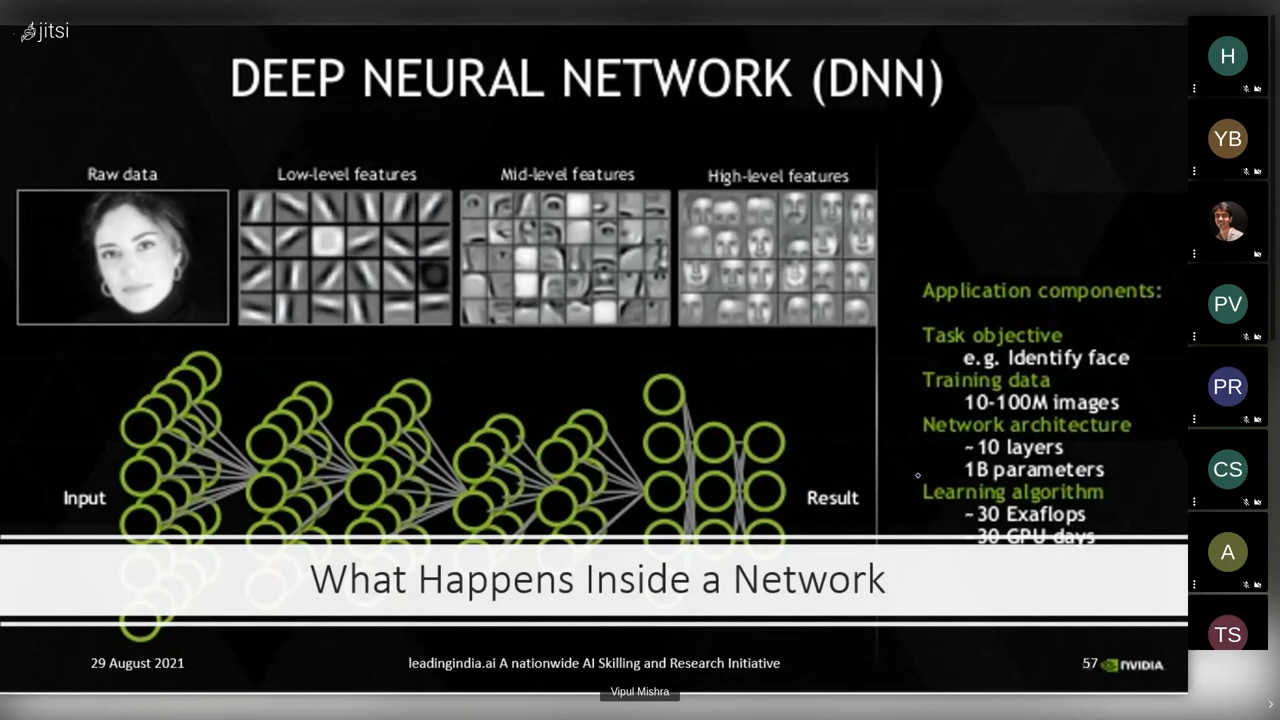 jitsi
DEEP NEURAL NETWORK (DNN)
Raw data
Low-level features
Mid-level features
High-level features
Application components:
Task objective
e.g. Identify face
Training data
10-100M images
Network architecture
~10 layers
1B parameters
Learning algorithm
~30 Exaflops
~30 GPU days
Input
Result
What Happens Inside a Network
29 August 2021
leadingindia.ai A nationwide AI Skilling and Research Initiative
57
NVIDIA
Vipul Mishra
H
YB
PV
PR
CS
A
TS